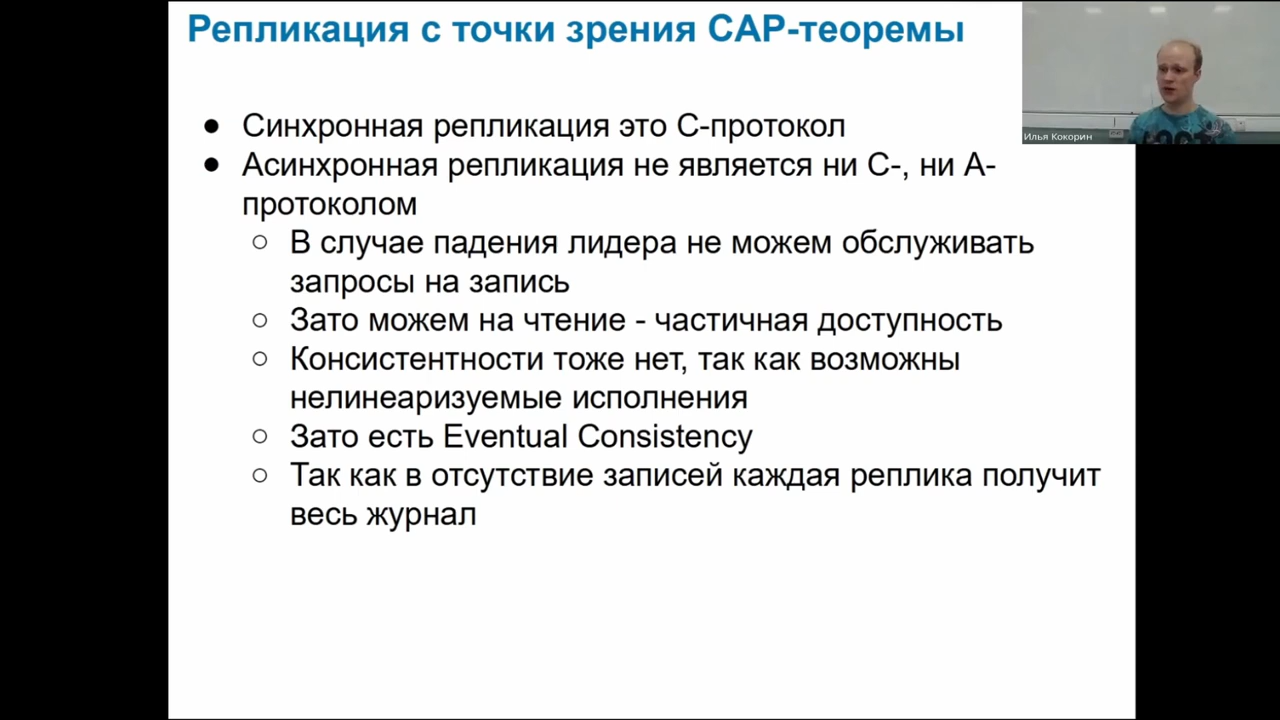 Репликация с точки зрения CAP-теоремы
Илья Кокорин
● Синхронная репликация это C-протокол
● Асинхронная репликация не является ни C-, ни A-
протоколом
○ В случае падения лидера не можем обслуживать
запросы на запись
○ Зато можем на чтение - частичная доступность
○ Консистентности тоже нет, так как возможны
нелинеаризуемые исполнения
○ Зато есть Eventual Consistency
○ Так как в отсутствие записей каждая реплика получит
весь журнал